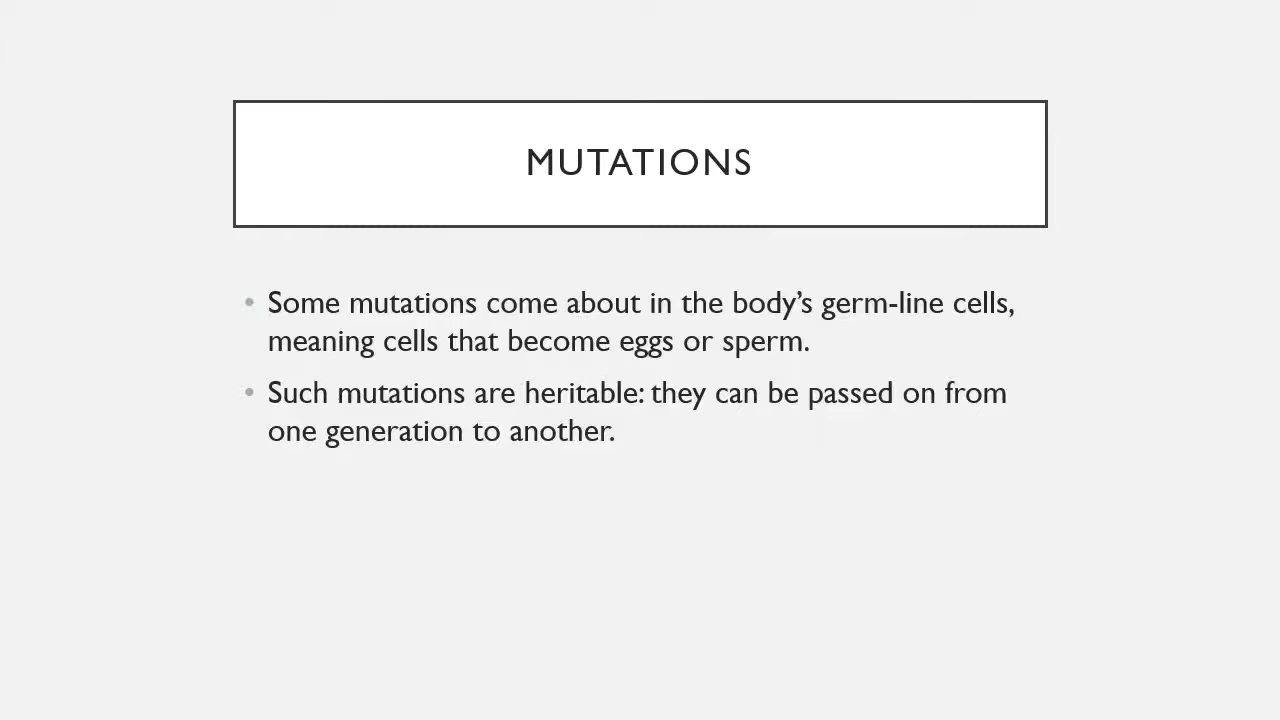 MUTATIONS
• Some mutations come about in the body’s germ-line cells,
meaning cells that become eggs or sperm.
• Such mutations are heritable: they can be passed on from
one generation to another.